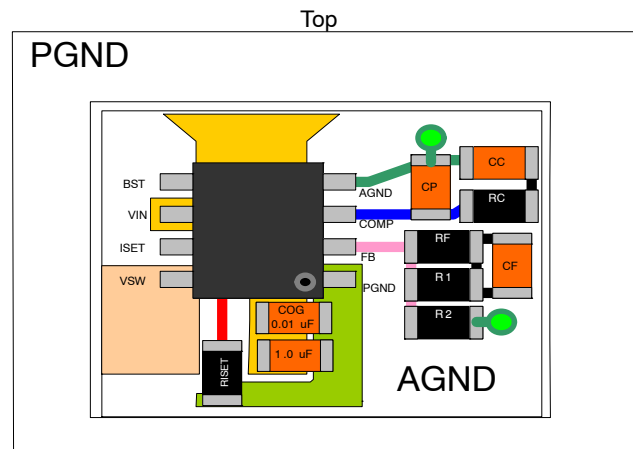 Top
PGND
BST
VIN
ISET
VSW
AGND
COMP
FB
PGND
CP
CC
RC
RF
R1
R2
CF
COG
0.01 uF
1.0 uF
RISET
AGND